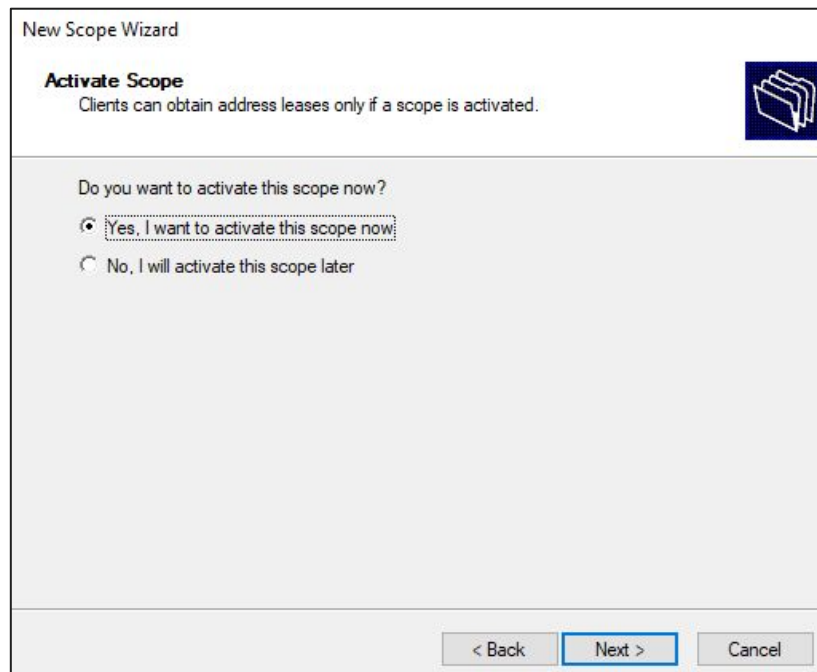 New Scope Wizard
Activate Scope
Clients can obtain address leases only if a scope is activated.
Do you want to activate this scope now?
Yes, I want to activate this scope now
No, I will activate this scope later
< Back Next > Cancel